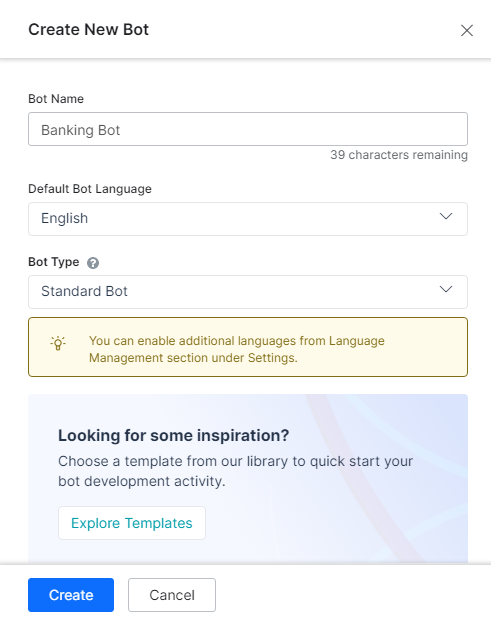 Create New Bot
Bot Name
Banking Bot
39 characters remaining
Default Bot Language
English
Bot Type ?
Standard Bot
You can enable additional languages from Language
Management section under Settings.
Looking for some inspiration?
Choose a template from our library to quick start your
bot development activity.
Explore Templates
Create Cancel